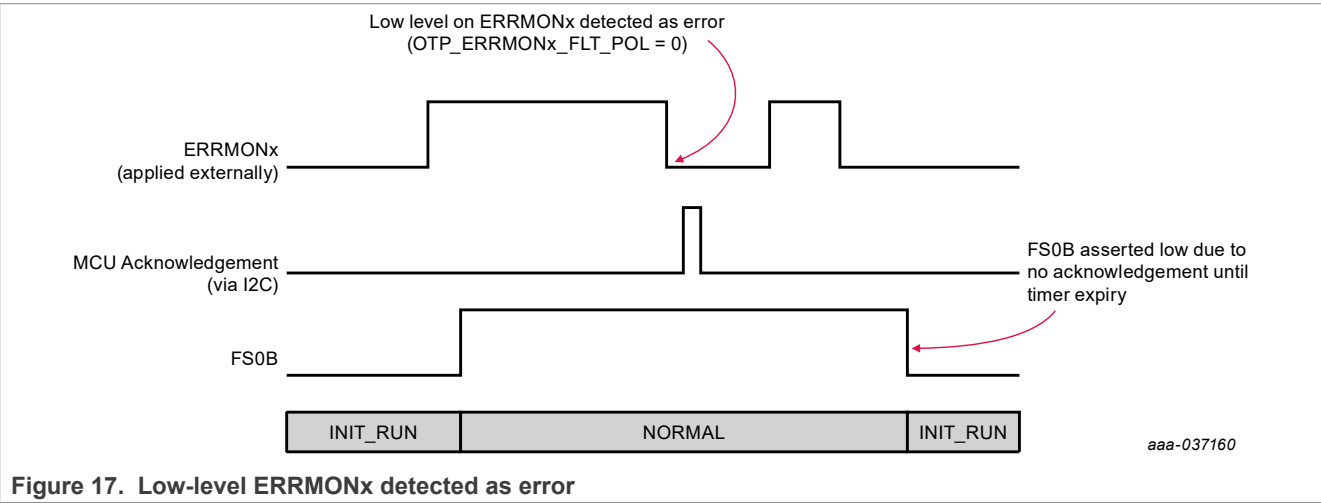 Low level on ERRMONx detected as error
(OTP_ERRMONx_FLT_POL = 0)
ERRMONx
(applied externally)
MCU Acknowledgement
(via I2C)
FS0B asserted low due to
no acknowledgement until
timer expiry
FS0B
INIT_RUN
NORMAL
INIT_RUN
aaa-037160
Figure 17. Low-level ERRMONx detected as error